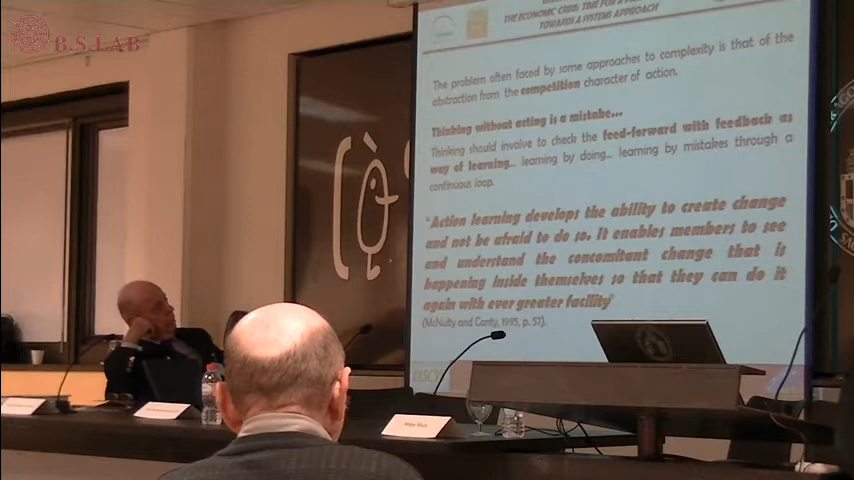 B.S.LAB
THE ECONOMIC CRISIS: TIME FOR A
TOWARDS A SYSTEMS APPROACH
The problem often faced by some approaches to complexity is that of the
abstraction from the competition character of action.
Thinking without acting is a mistake...
Thinking should involve to check the feed-forward with feedback as
way of learning... learning by doing... learning by mistakes through a
continuous loop.
"Action learning develops the ability to create change
and not be afraid to do so. It enables members to see
and understand the concomitant change that is
happening inside themselves so that they can do it
again with ever greater facility"
(McNulty and Canty, 1995, p. 57).